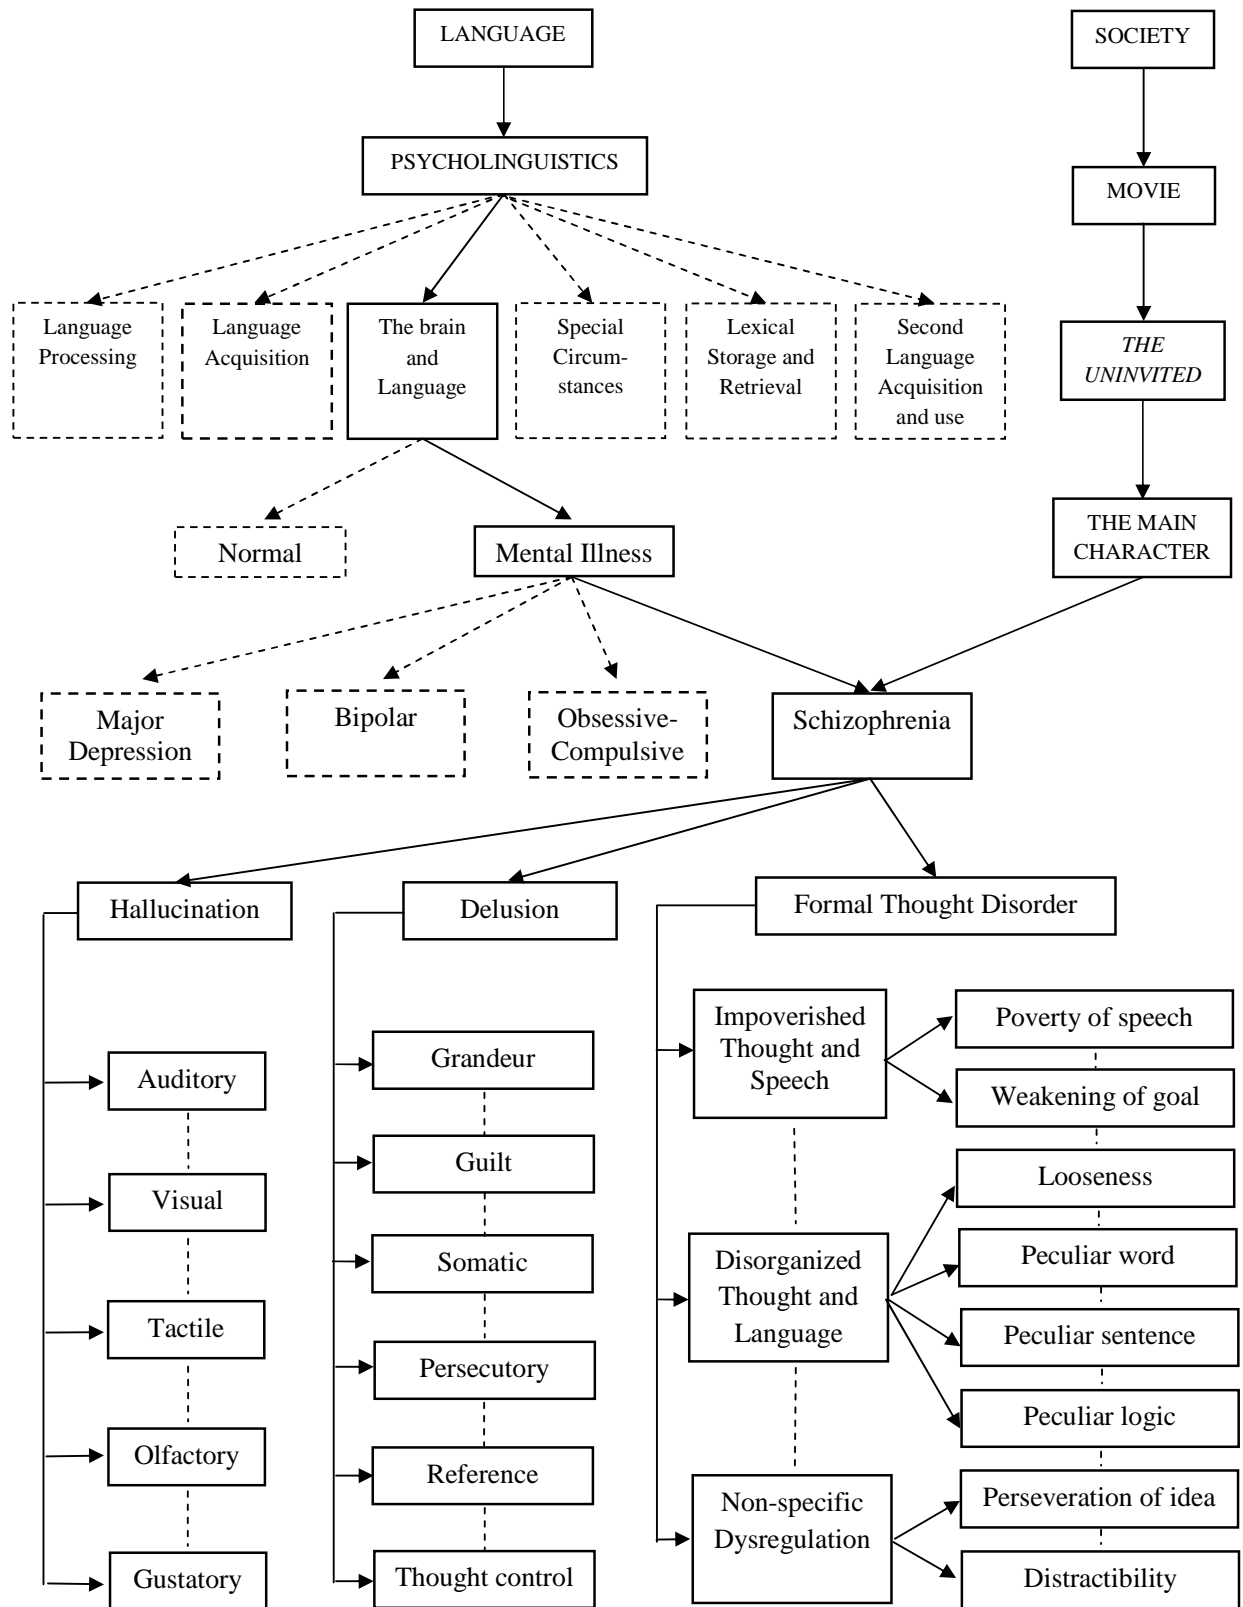 LANGUAGE
SOCIETY
PSYCHOLINGUISTICS
MOVIE
Language
Processing
Language
Acquisition
The brain
and
Language
Special
Circum-
stances
Lexical
Storage and
Retrieval
Second
Language
Acquisition
and use
THE
UNINVITED
Normal
Mental Illness
THE MAIN
CHARACTER
Major
Depression
Bipolar
Obsessive-
Compulsive
Schizophrenia
Hallucination
Delusion
Formal Thought Disorder
Auditory
Visual
Tactile
Olfactory
Gustatory
Grandeur
Guilt
Somatic
Persecutory
Reference
Thought control
Impoverished
Thought and
Speech
Poverty of speech
Weakening of goal
Disorganized
Thought and
Language
Looseness
Peculiar word
Peculiar sentence
Peculiar logic
Non-specific
Dysregulation
Perseveration of idea
Distractibility